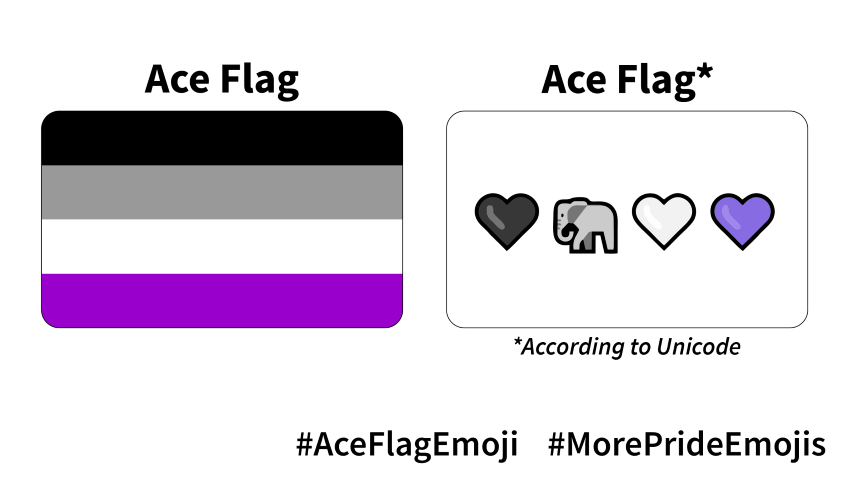 Ace Flag
Ace Flag*
*According to Unicode
#AceFlagEmoji #MorePrideEmojis